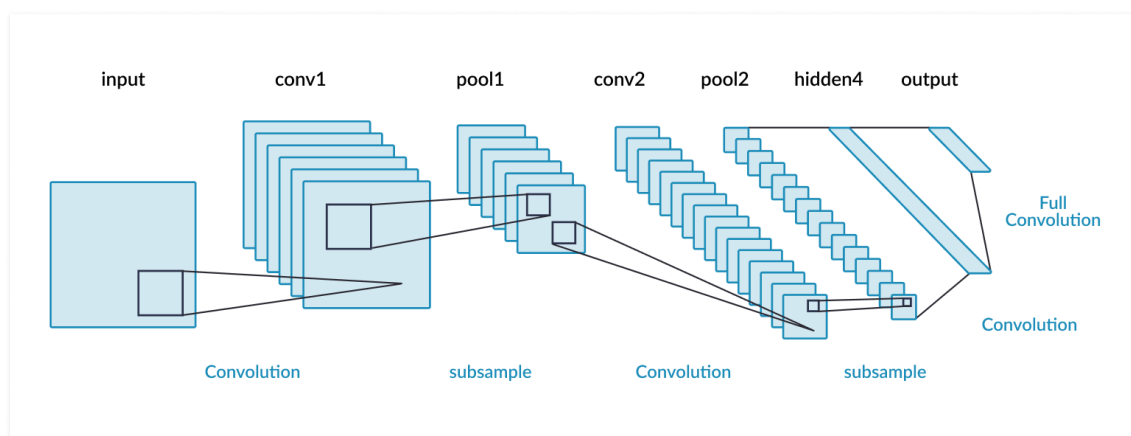 input
conv1
pool1
conv2
pool2
hidden4
output
Full
Convolution
Convolution
Convolution
subsample
Convolution
subsample